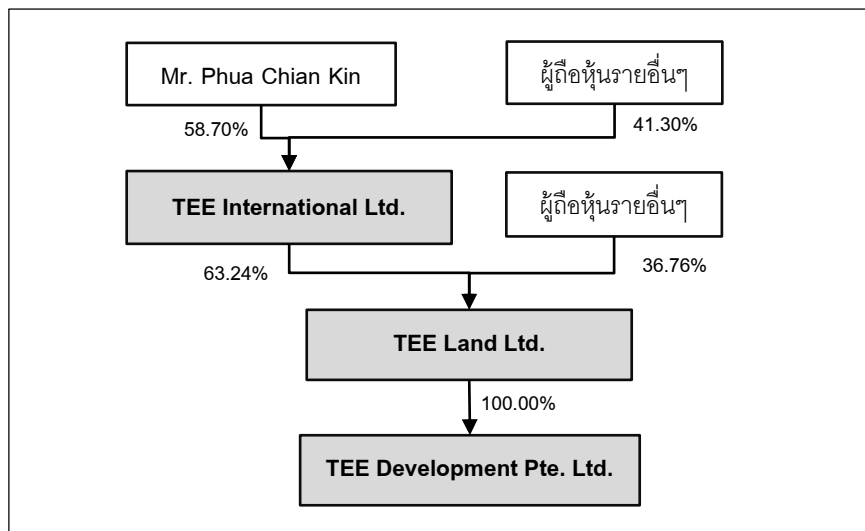 Mr. Phua Chian Kin
ผู้ถือหุ้นรายอื่นๆ
58.70%
41.30%
TEE International Ltd.
ผู้ถือหุ้นรายอื่นๆ
63.24%
36.76%
TEE Land Ltd.
100.00%
TEE Development Pte. Ltd.